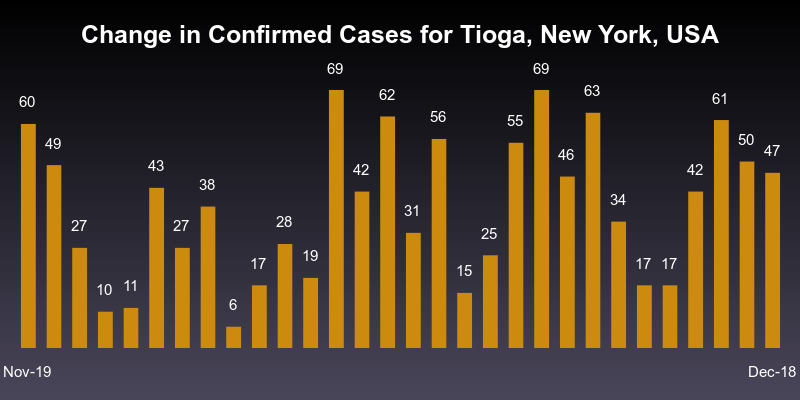 Change in Confirmed Cases for Tioga, New York, USA
60 49 27 10 11 43 27 38 6 17 28 19 69 42 62 31 56 15 25 55 69 46 63 34 17 17 42 61 50 47
Nov-19 Dec-18